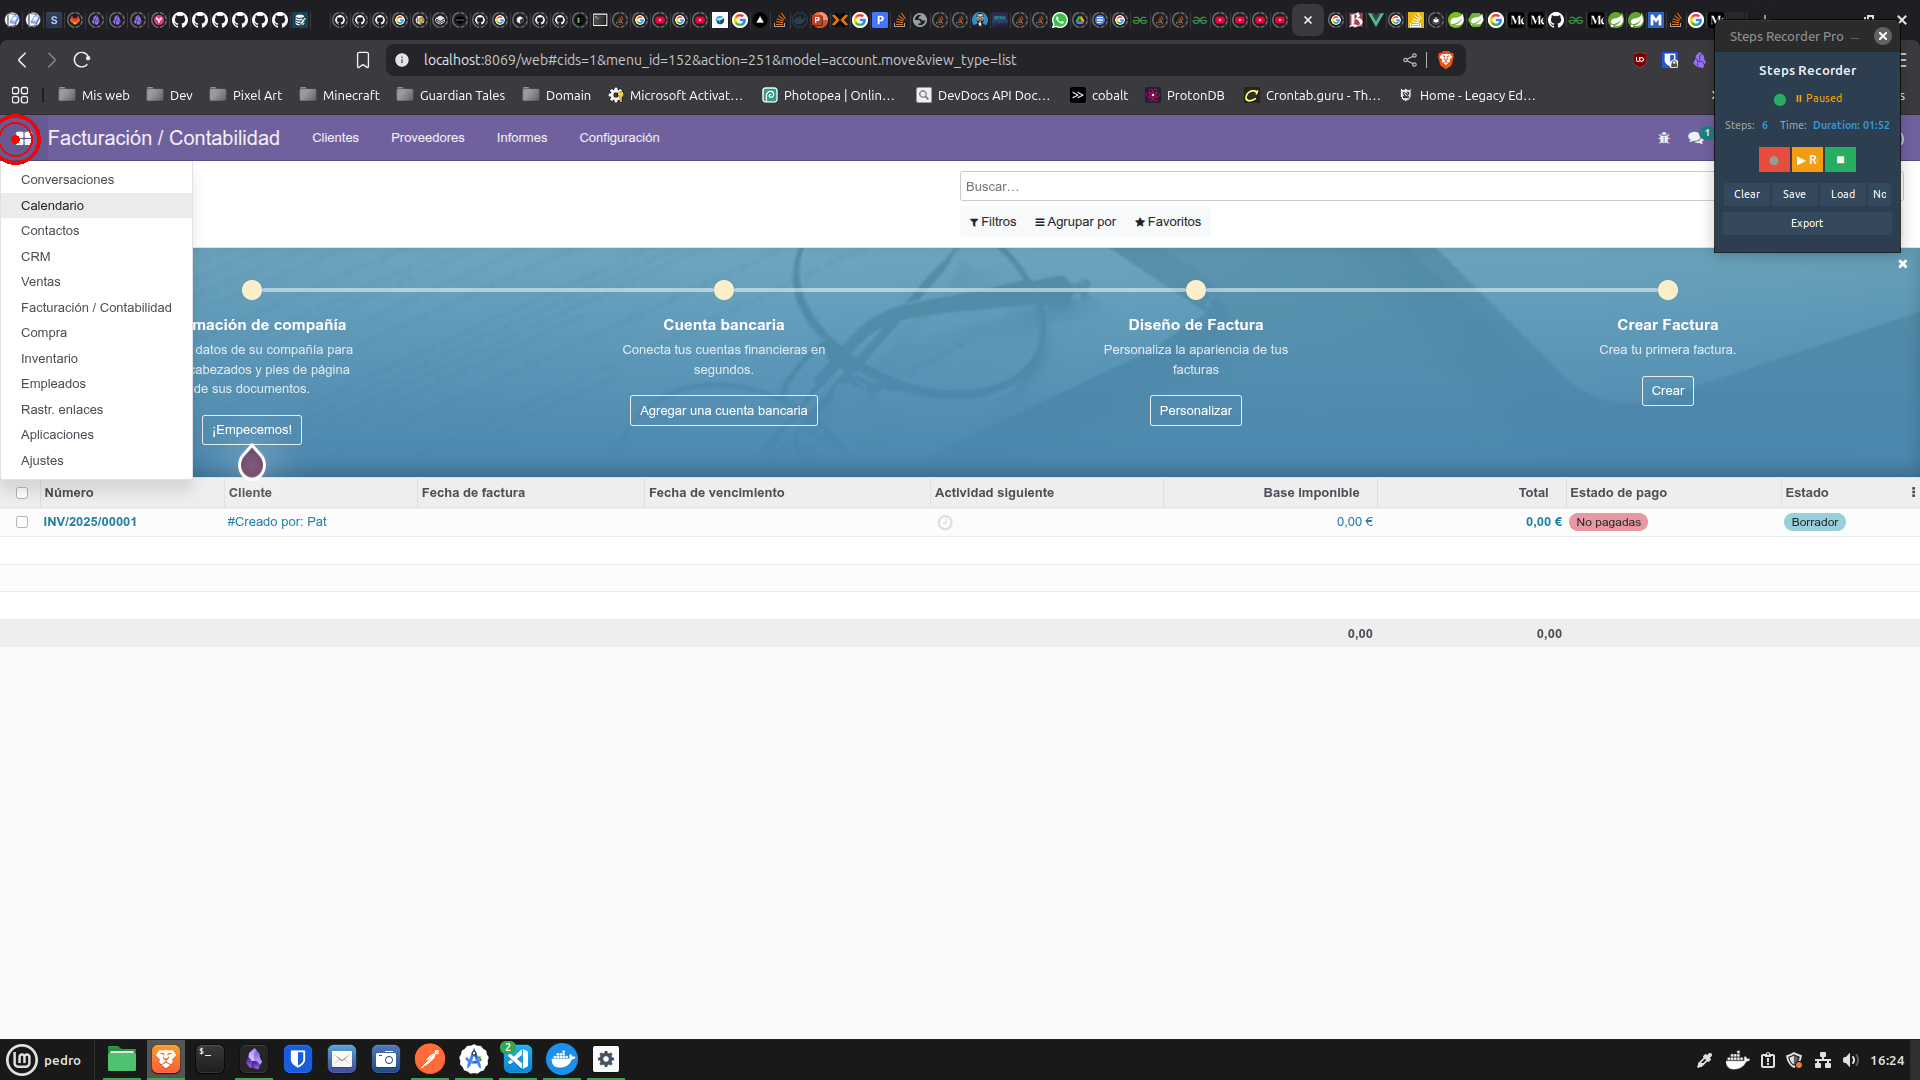 Steps Recorder Pro
localhost:8069/web#cids=1&menu_id=152&action=251&model=account.move&view_type=list
Steps Recorder
Paused
Mis web
Dev
Pixel Art
Minecraft
Guardian Tales
Domain
Microsoft Activat...
Photopea | Onlin...
DevDocs API Doc...
cobalt
ProtonDB
Crontab.guru - Th...
Home - Legacy Ed...
Steps: 6 Time: Duration: 01:52
R
Clear Save Load No
Export
Facturación / Contabilidad
Clientes
Proveedores
Informes
Configuración
1
Conversaciones
Calendario
Contactos
CRM
Ventas
Facturación / Contabilidad
Compra
Inventario
Empleados
Rastr. enlaces
Aplicaciones
Ajustes
Buscar...
Filtros
Agrupar por
Favoritos
mación de compañía
datos de su compañía para
cabezados y pies de página
de sus documentos.
¡Empecemos!
Cuenta bancaria
Conecta tus cuentas financieras en
segundos.
Agregar una cuenta bancaria
Diseño de Factura
Personaliza la apariencia de tus
facturas
Personalizar
Crear Factura
Crea tu primera factura.
Crear
Número Cliente Fecha de factura Fecha de vencimiento Actividad siguiente Base imponible Total Estado de pago Estado
INV/2025/00001 #Creado por: Pat 0,00 € 0,00 € No pagadas Borrador
0,00 0,00
pedro
2
16:24